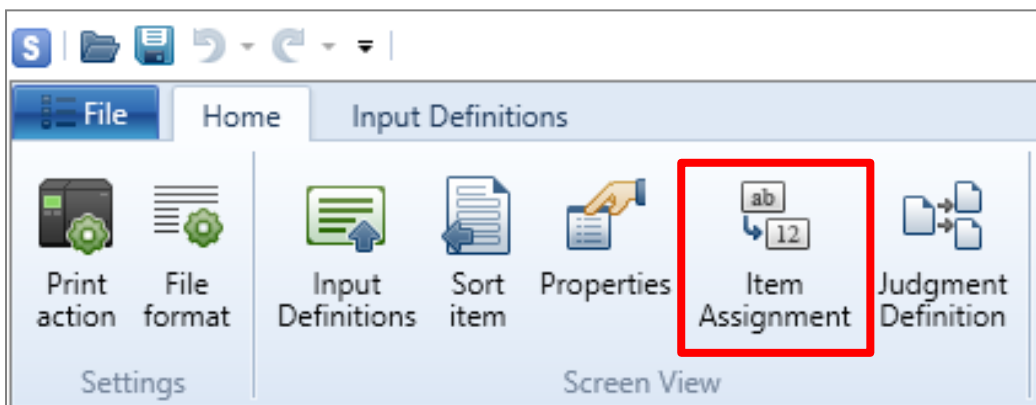 S
File Home Input Definitions
ab
12
Print action
File format
Input Definitions
Sort item
Properties
Item Assignment
Judgment Definition
Settings
Screen View